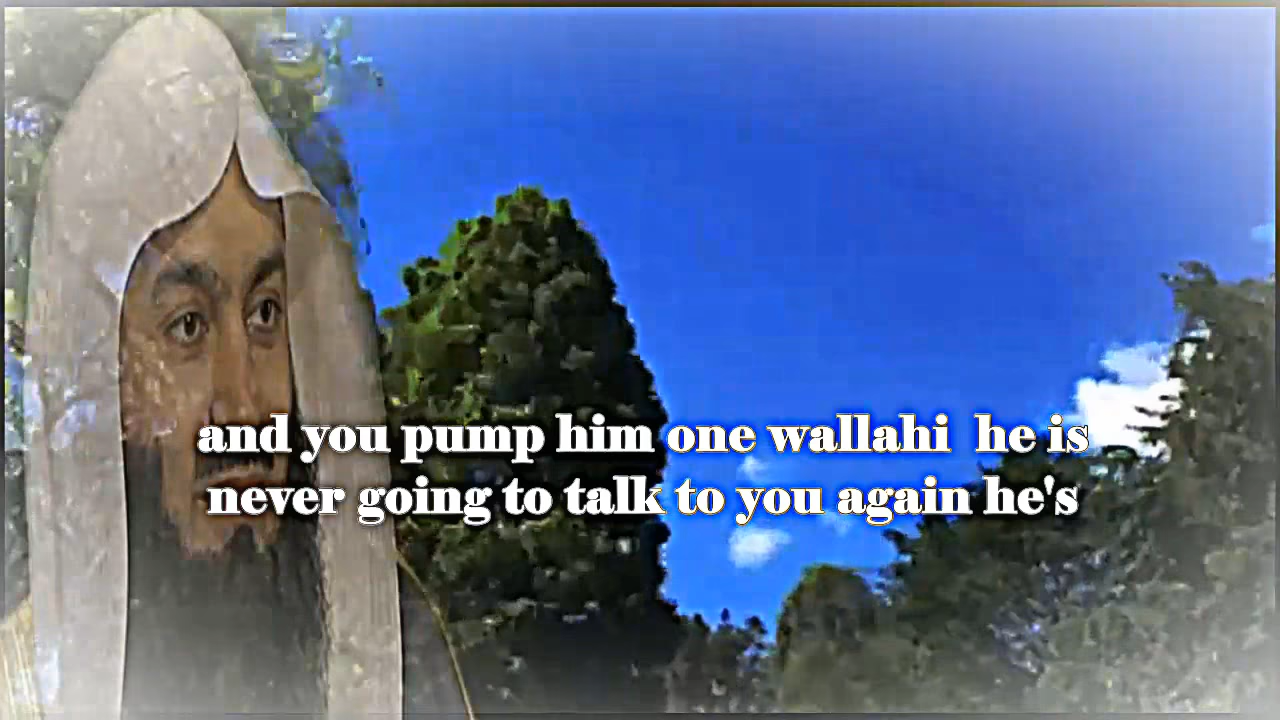 and you pump him one wallahi  he is
never going to talk to you again he's